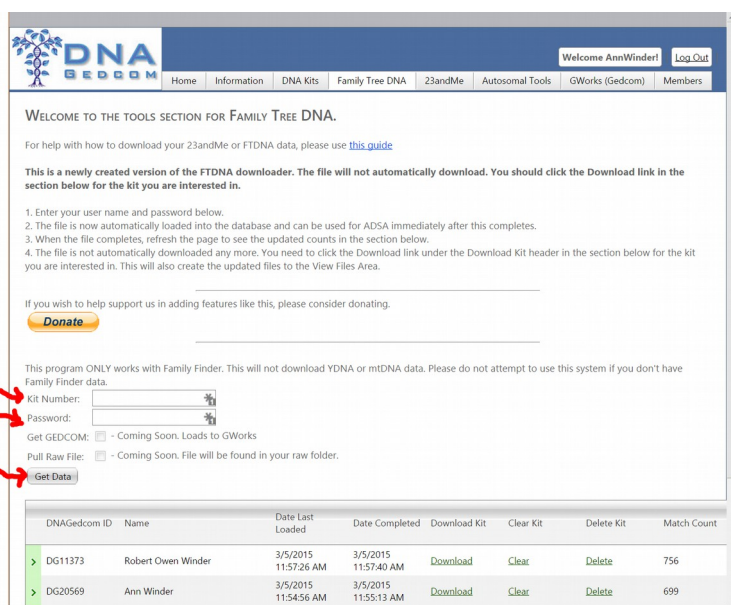 DNA
GEDCOM
Welcome AnnWinder! Log Out
Home Information DNA Kits Family Tree DNA 23andMe Autosomal Tools GWorks (Gedcom) Members
WELCOME TO THE TOOLS SECTION FOR FAMILY TREE DNA.
For help with how to download your 23andMe or FTDNA data, please use this guide
This is a newly created version of the FTDNA downloader. The file will not automatically download. You should click the Download link in the
section below for the kit you are interested in.
1. Enter your user name and password below.
2. The file is now automatically loaded into the database and can be used for ADSA immediately after this completes.
3. When the file completes, refresh the page to see the updated counts in the section below.
4. The file is not automatically downloaded any more. You need to click the Download link under the Download Kit header in the section below for the kit
you are interested in. This will also create the updated files to the View Files Area.
If you wish to help support us in adding features like this, please consider donating.
Donate
This program ONLY works with Family Finder. This will not download YDNA or mtDNA data. Please do not attempt to use this system if you don't have
Family Finder data.
Kit Number:
Password:
Get GEDCOM: - Coming Soon. Loads to GWorks
Pull Raw File: - Coming Soon. File will be found in your raw folder.
Get Data
DNAGedcom ID Name Date Last Loaded Date Completed Download Kit Clear Kit Delete Kit Match Count
DG11373 Robert Owen Winder 3/5/2015 11:57:26 AM 3/5/2015 11:57:40 AM Download Clear Delete 756
DG20569 Ann Winder 3/5/2015 11:54:56 AM 3/5/2015 11:55:13 AM Download Clear Delete 699